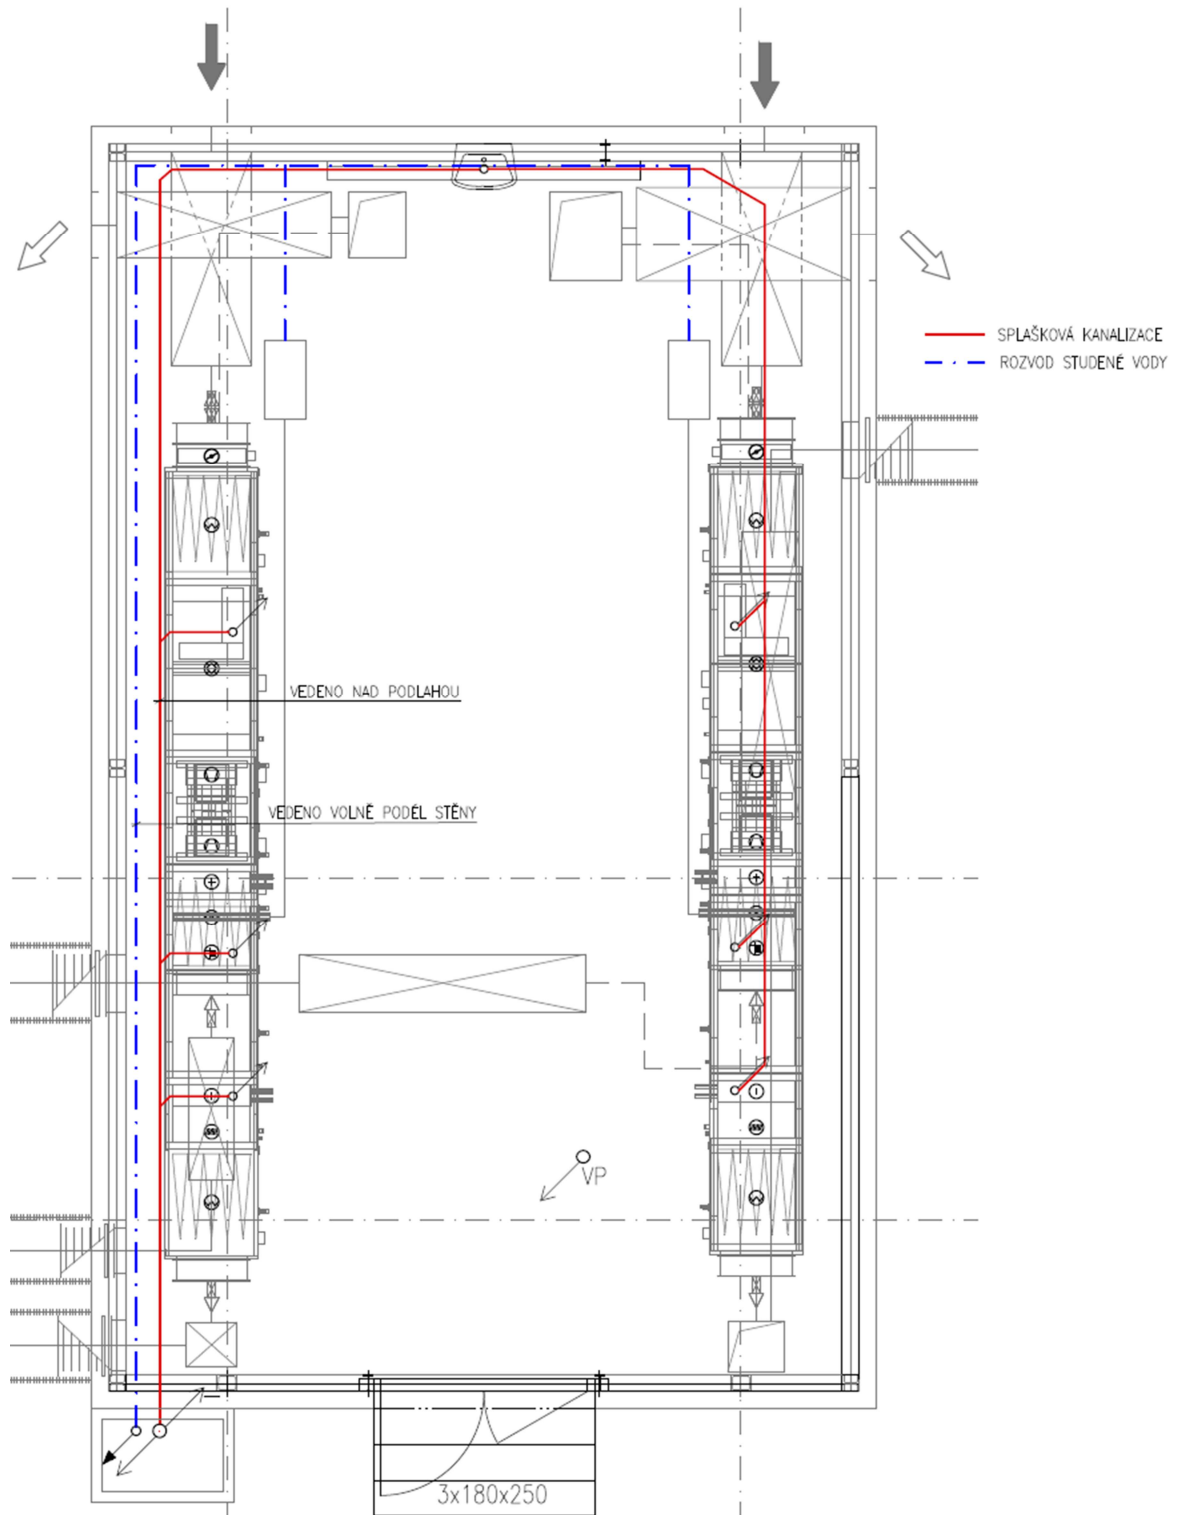 SPLAŠKOVÁ KANALIZACE
ROZVOD STUDENÉ VODY
VEDENO NAD PODLAHOU
VEDENO VOLNĚ PODÉL STĚNY
VP
3x180x250